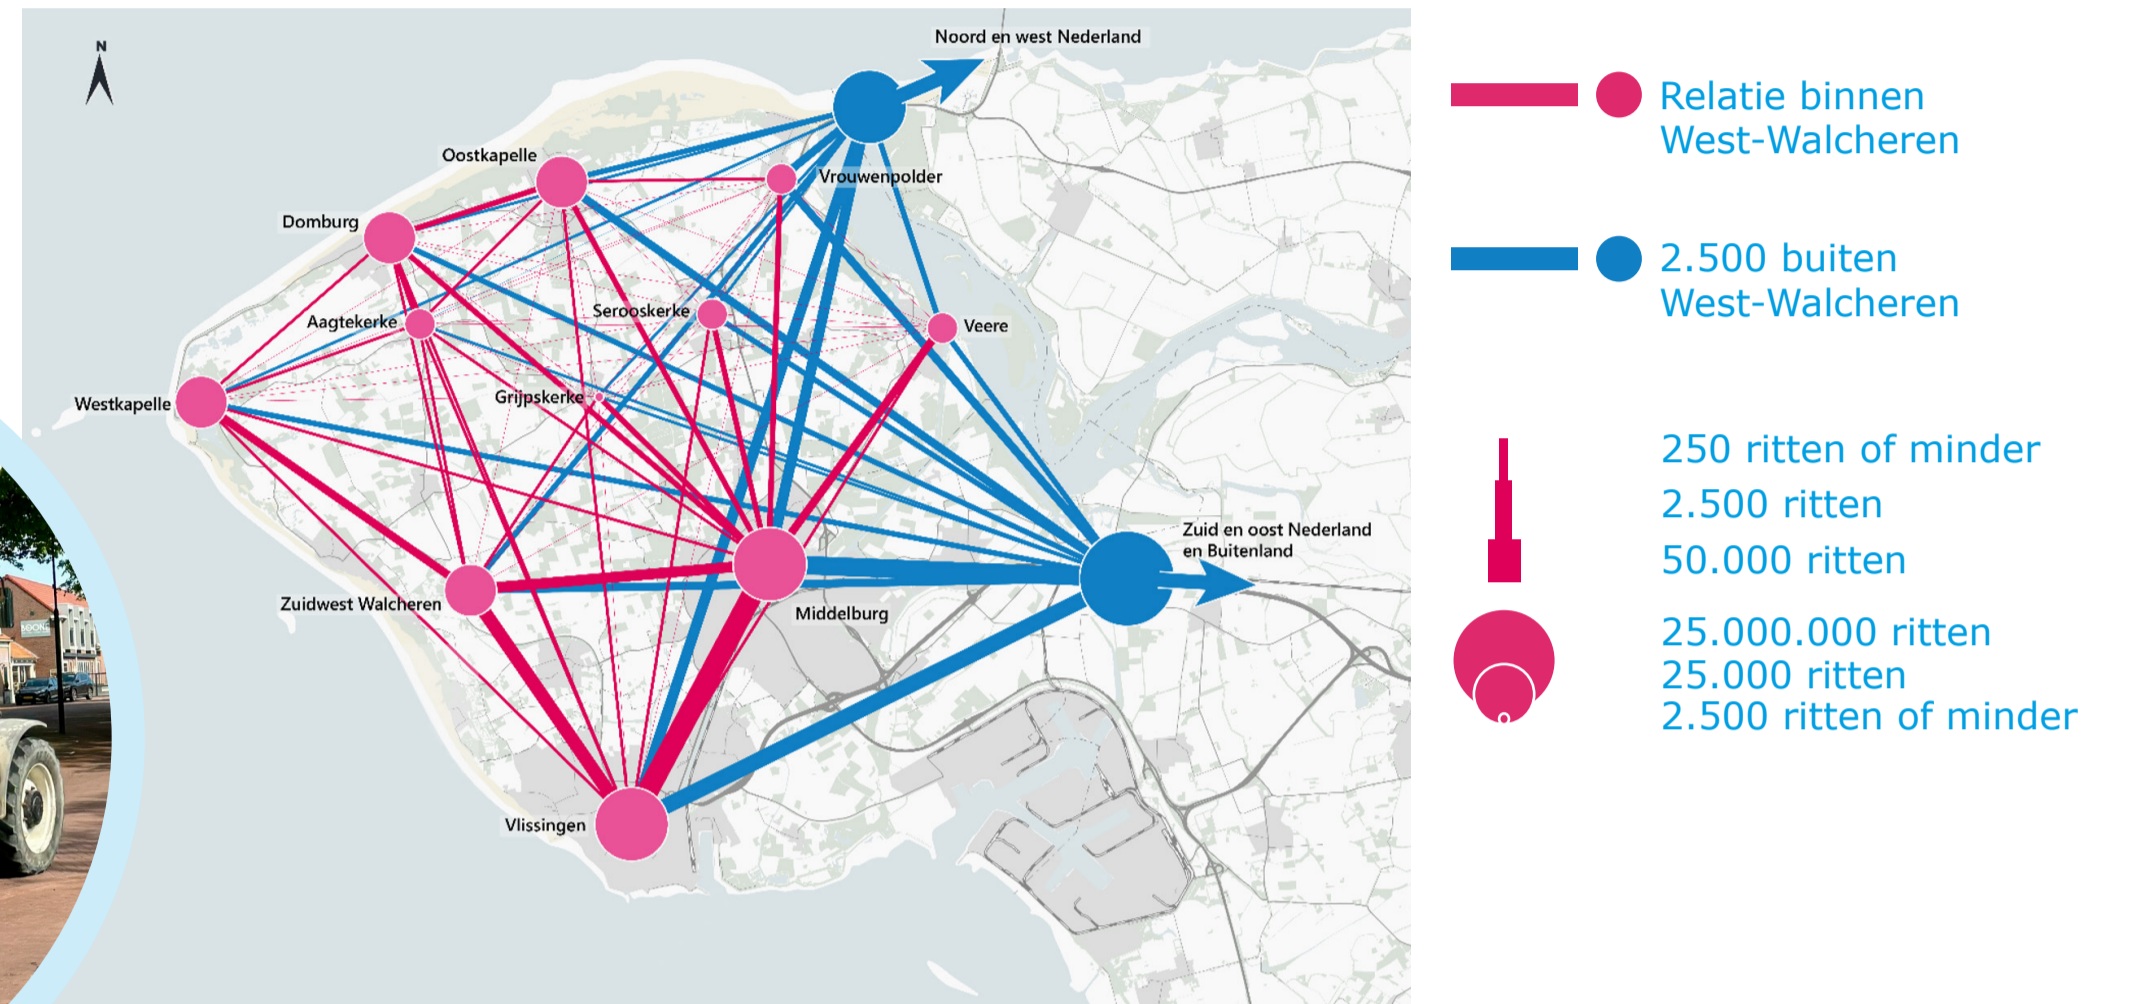 N
Noord en west Nederland
Oostkapelle
Vrouwenpolder
Domburg
Serooskerke
Aagtekerke
Veere
Grijpskerke
Westkapelle
Zuid en oost Nederland
en Buitenland
Zuidwest Walcheren
Middelburg
Vlissingen
Relatie binnen
West-Walcheren
2.500 buiten
West-Walcheren
250 ritten of minder
2.500 ritten
50.000 ritten
25.000.000 ritten
25.000 ritten
2.500 ritten of minder